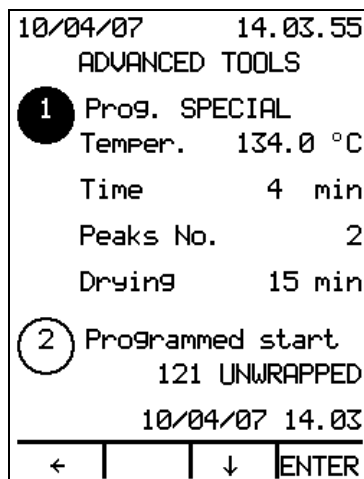 10/04/07 14.03.55
ADVANCED TOOLS
1 Prog. SPECIAL
Temper. 134.0 °C
Time 4 min
Peaks No. 2
Drying 15 min
2 Programmed start
121 UNWRAPPED
10/04/07 14.03
← ↓ ENTER